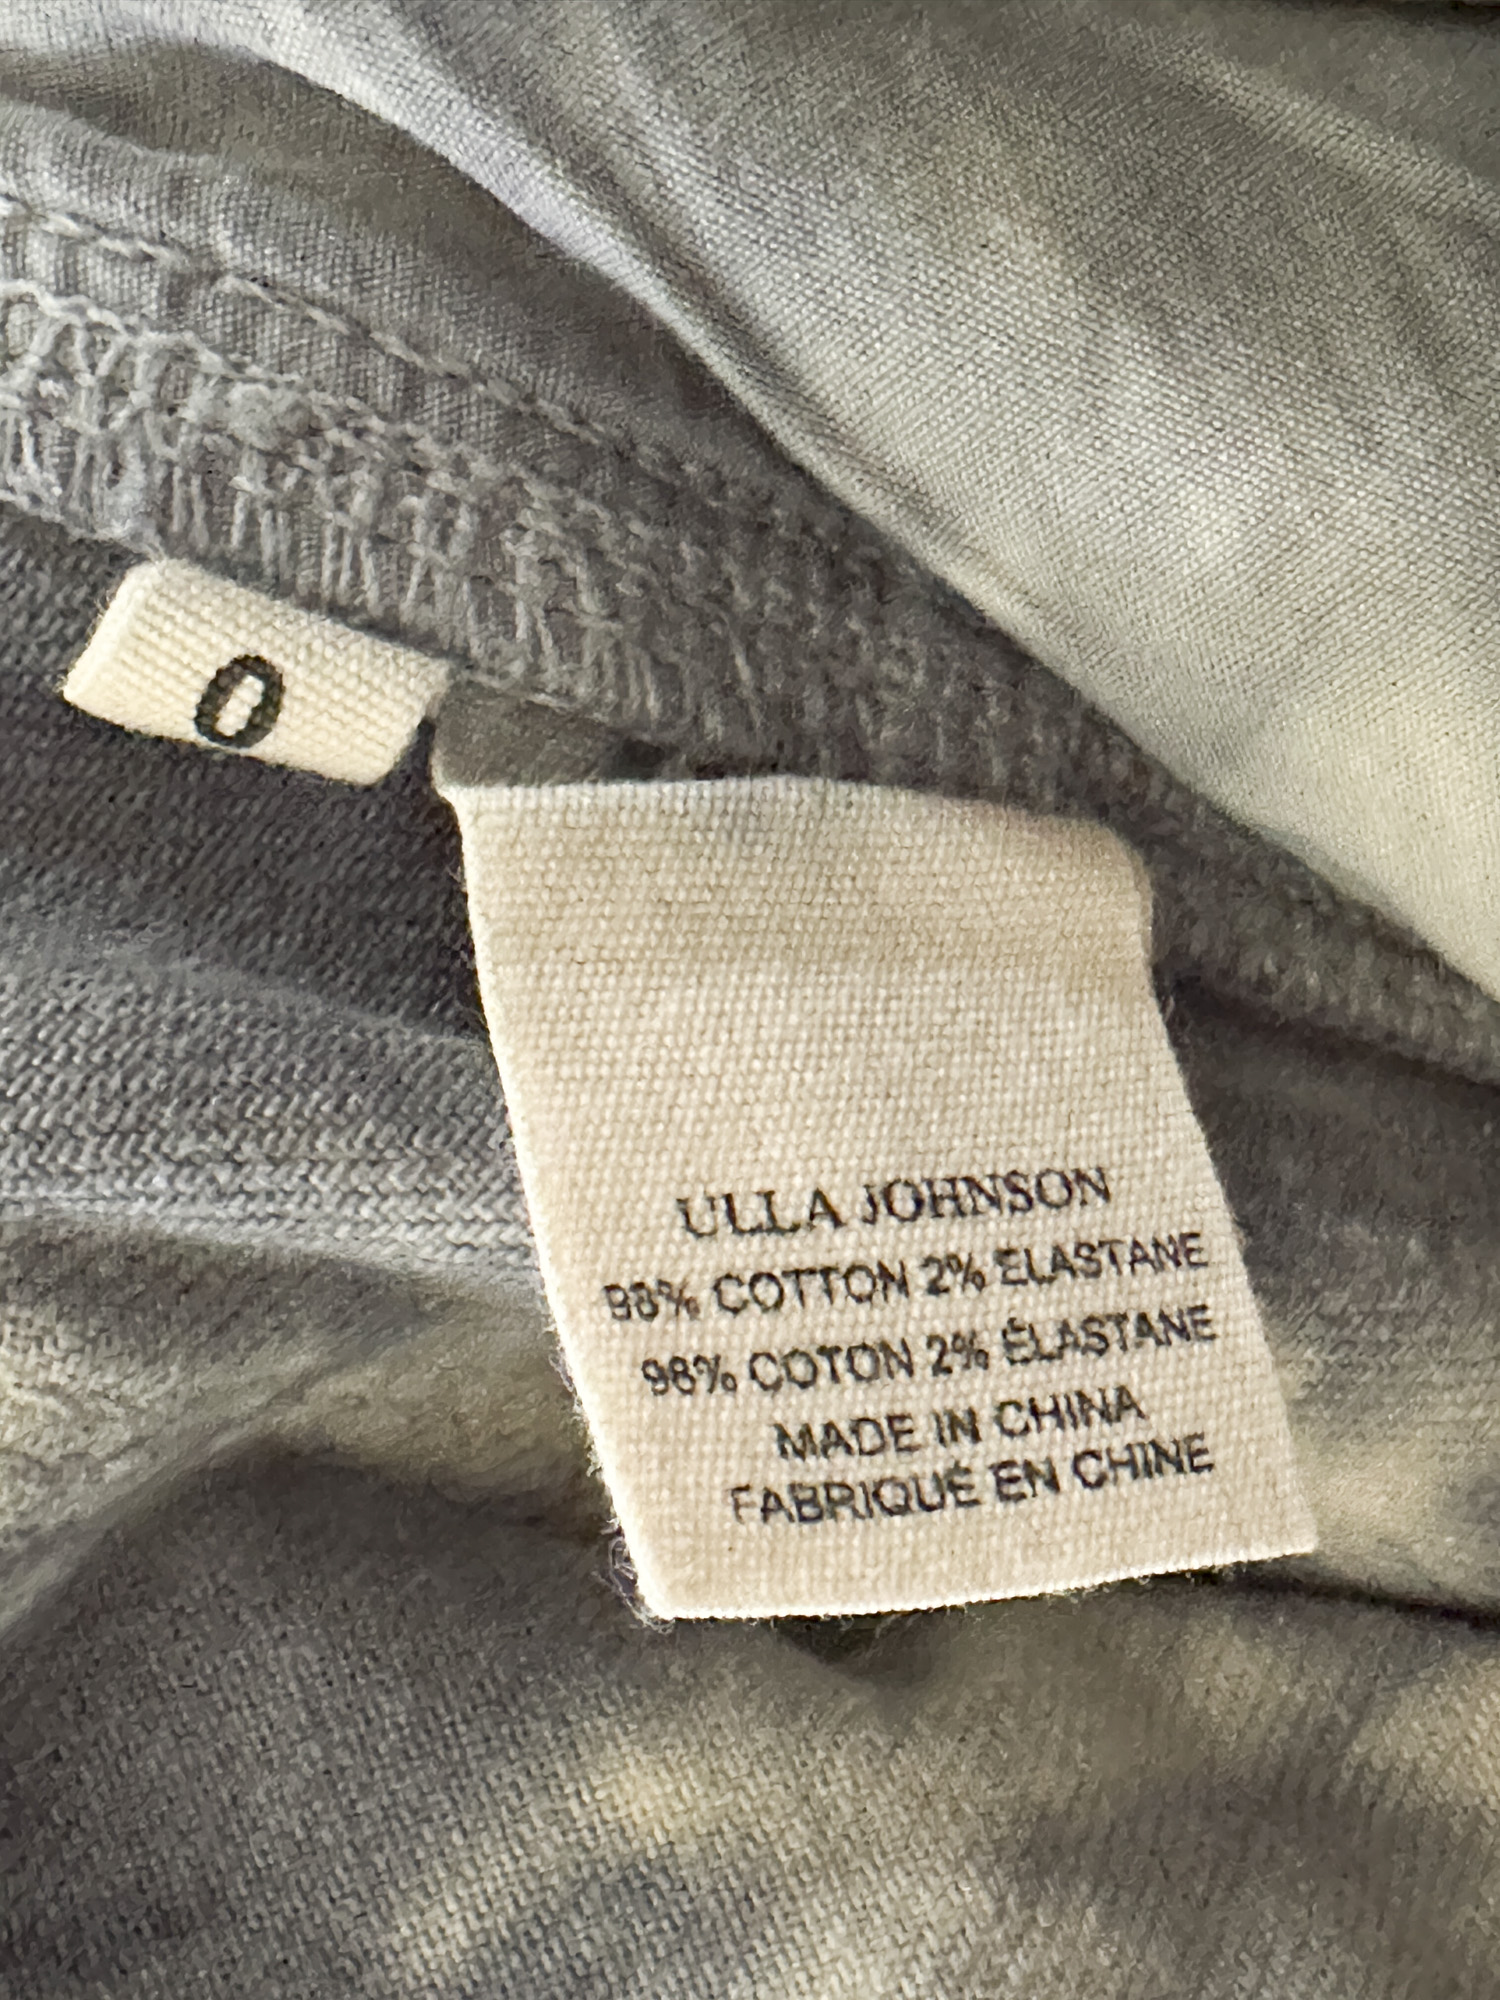 0
ULLA JOHNSON
98% COTTON 2% ELASTANE
98% COTON 2% ÉLASTANE
MADE IN CHINA
FABRIQUÉ EN CHINE